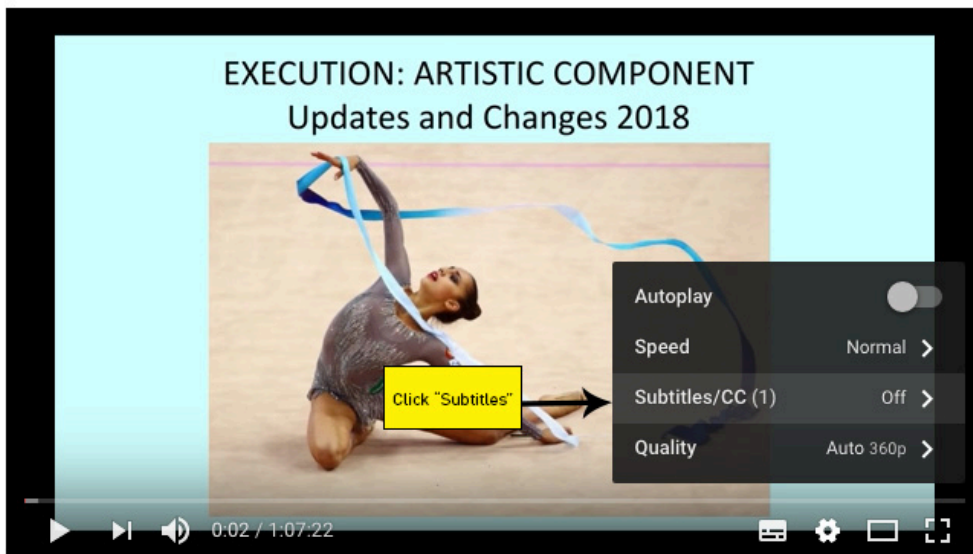 EXECUTION: ARTISTIC COMPONENT
Updates and Changes 2018
Autoplay
Speed Normal
Click "Subtitles"
Subtitles/CC (1) Off
Quality Auto 360p
0:02 / 1:07:22